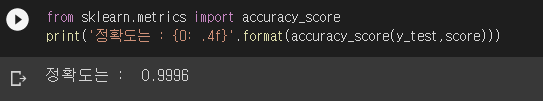 from sklearn.metrics import accuracy_score
print('정확도는 : {0: .4f}'.format(accuracy_score(y_test,score)))
정확도는 :  0.9996